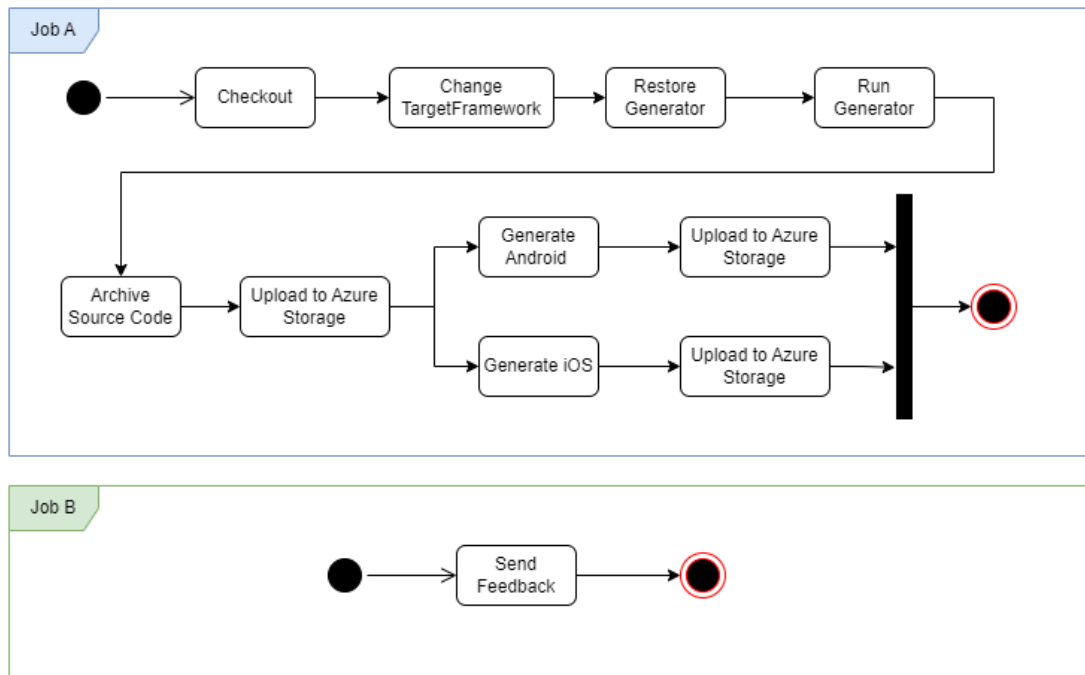 Job A
Checkout
Change
TargetFramework
Restore
Generator
Run
Generator
Archive
Source Code
Upload to Azure
Storage
Generate
Android
Upload to Azure
Storage
Generate iOS
Upload to Azure
Storage
Job B
Send
Feedback